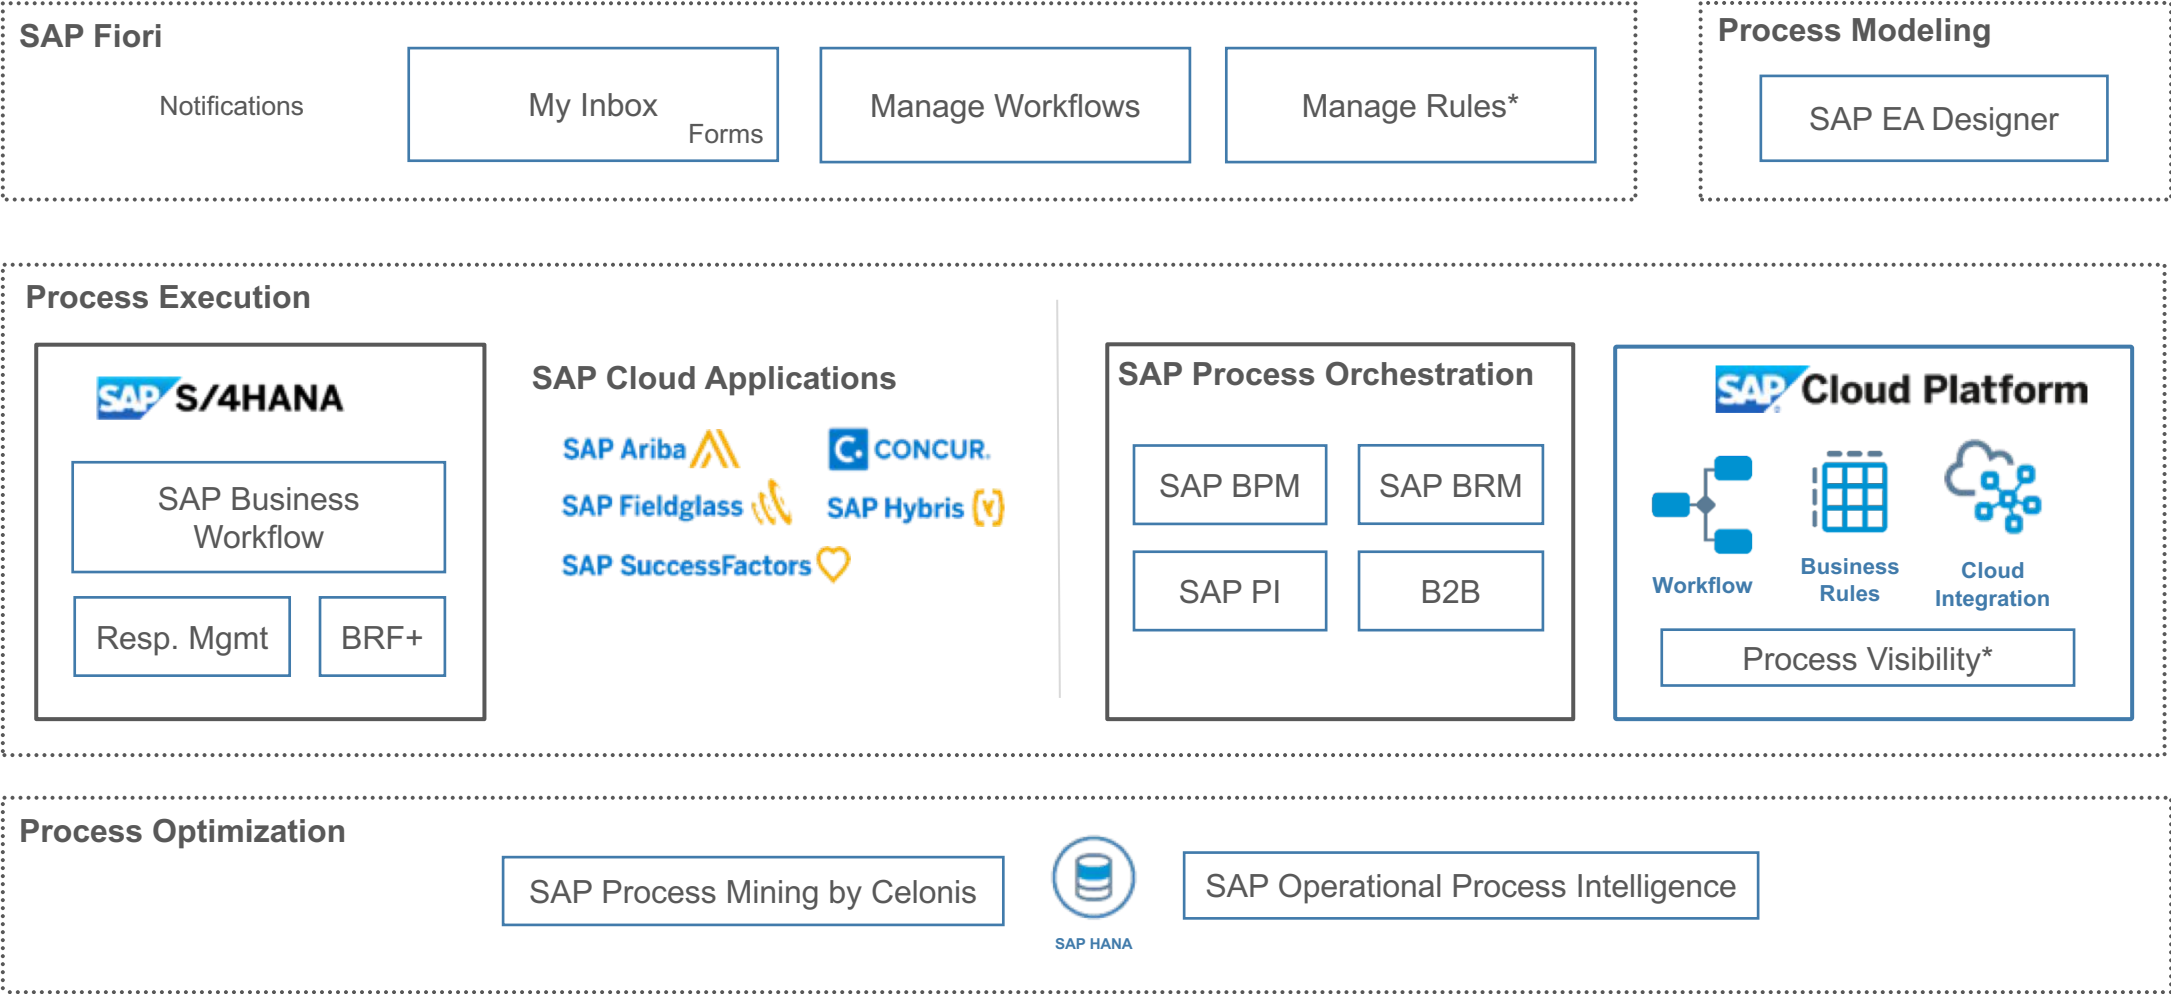 SAP Fiori
Notifications
My Inbox
Forms
Manage Workflows
Manage Rules*
Process Modeling
SAP EA Designer
Process Execution
SAP S/4HANA
SAP Business
Workflow
Resp. Mgmt
BRF+
SAP Cloud Applications
SAP Ariba
C. CONCUR.
SAP Fieldglass
SAP Hybris (Y)
SAP SuccessFactors
SAP Process Orchestration
SAP BPM
SAP BRM
SAP PI
B2B
SAP Cloud Platform
Workflow
Business
Rules
Cloud
Integration
Process Visibility*
Process Optimization
SAP Process Mining by Celonis
SAP HANA
SAP Operational Process Intelligence